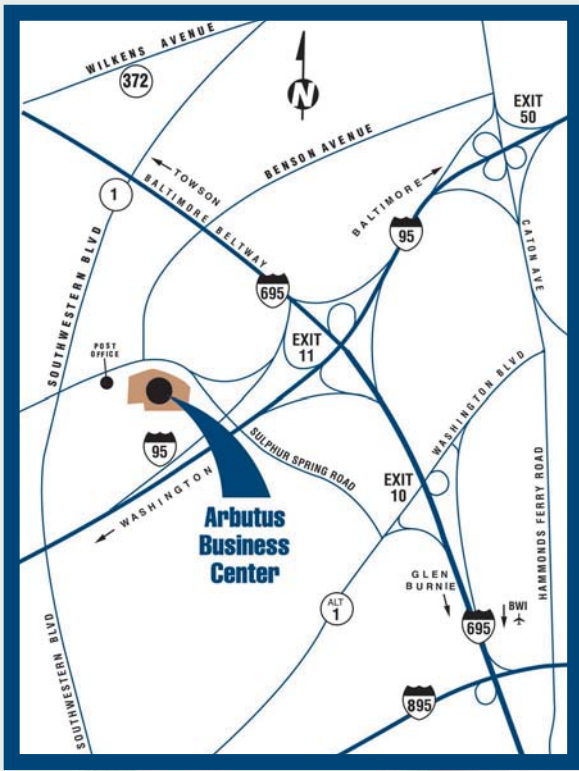 WILKENS AVENUE
372
N
EXIT
50
BENSON AVENUE
TOWSON
BALTIMORE BELTWAY
1
BALTIMORE
95
CATON AVE
SOUTHWESTERN BLVD
695
EXIT
11
POST
OFFICE
WASHINGTON BLVD
95
SULPHUR SPRING ROAD
WASHINGTON
EXIT
10
HAMMONDS FERRY ROAD
Arbutus
Business
Center
GLEN
BURNIE
ALT
1
BWI
695
SOUTHWESTERN BLVD
895